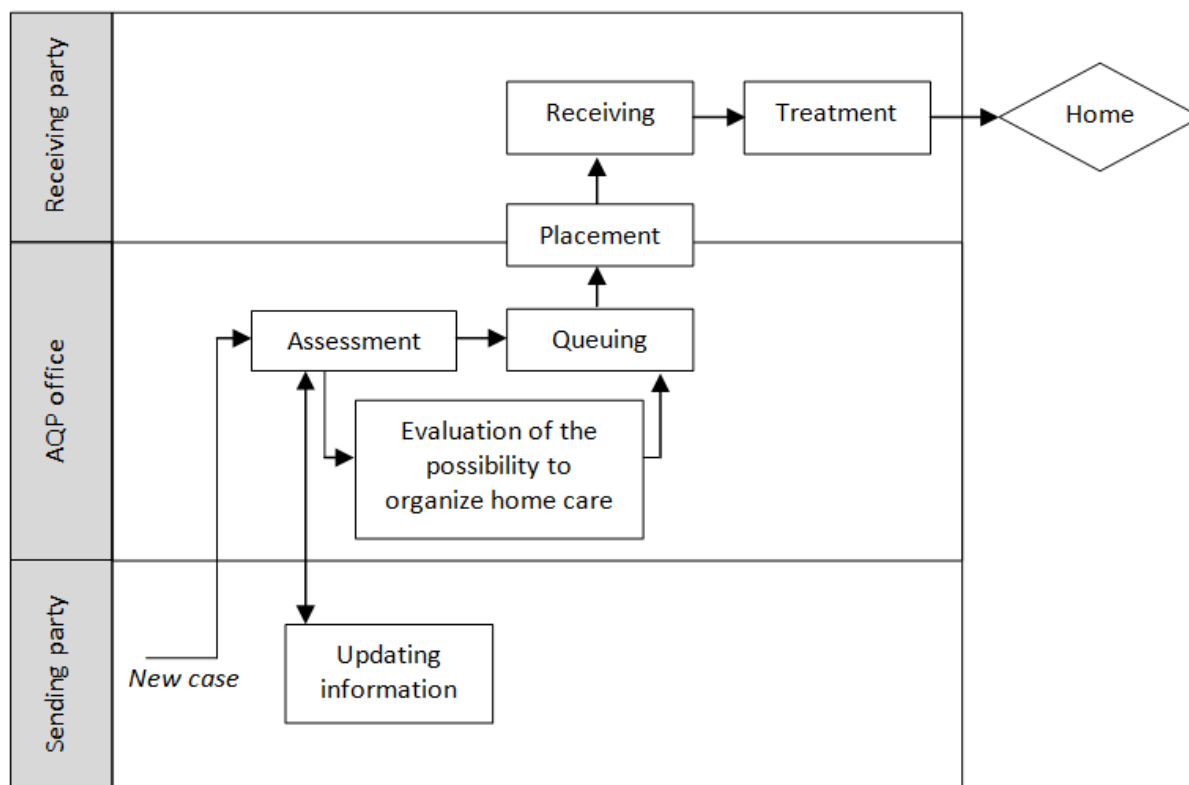 Receiving party
Receiving
Treatment
Home
Placement
AQP office
Assessment
Queuing
Evaluation of the
possibility to
organize home care
Sending party
New case
Updating
information